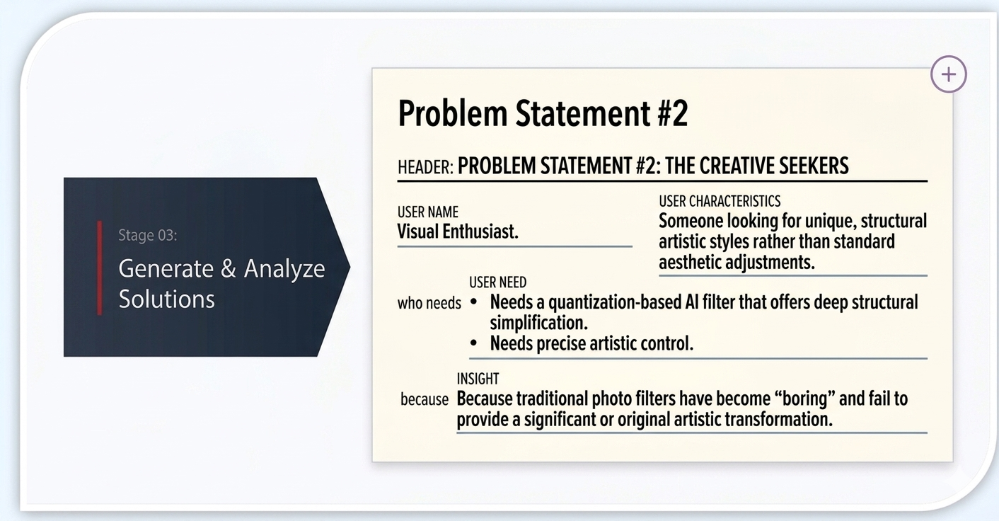 Stage 03:
Generate & Analyze
Solutions
Problem Statement #2
HEADER: PROBLEM STATEMENT #2: THE CREATIVE SEEKERS
USER NAME
Visual Enthusiast.
USER CHARACTERISTICS
Someone looking for unique, structural
artistic styles rather than standard
aesthetic adjustments.
USER NEED
who needs • Needs a quantization-based AI filter that offers deep structural
simplification.
• Needs precise artistic control.
INSIGHT
because Because traditional photo filters have become “boring” and fail to
provide a significant or original artistic transformation.